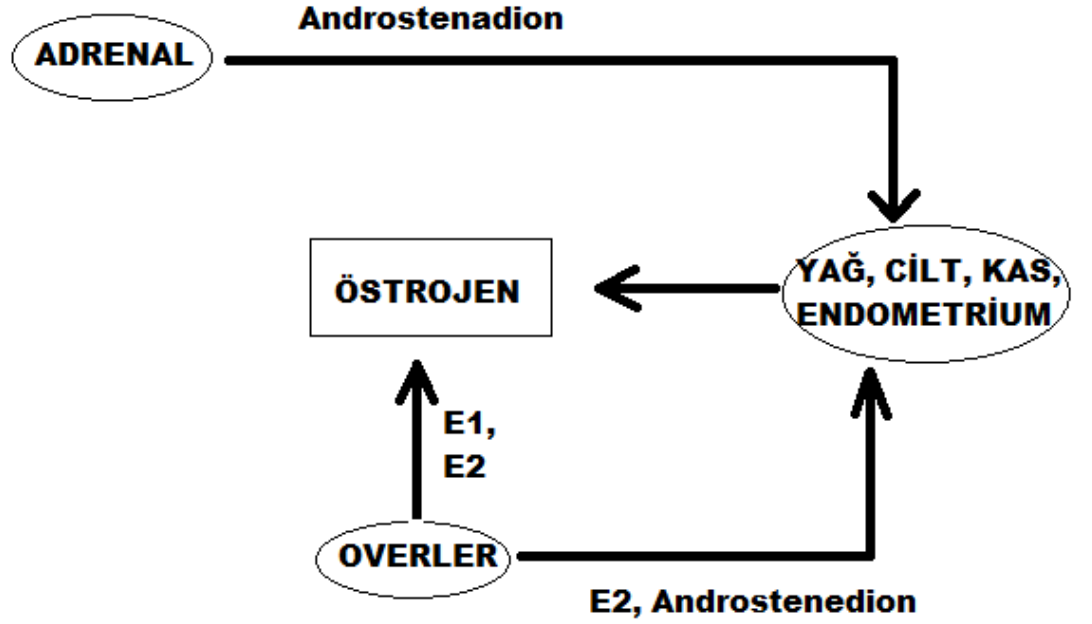 Androstenadion
ADRENAL
YAĞ, CİLT, KAS,
ENDOMETRİUM
ÖSTROJEN
E1,
E2
OVERLER
E2, Androstenedion